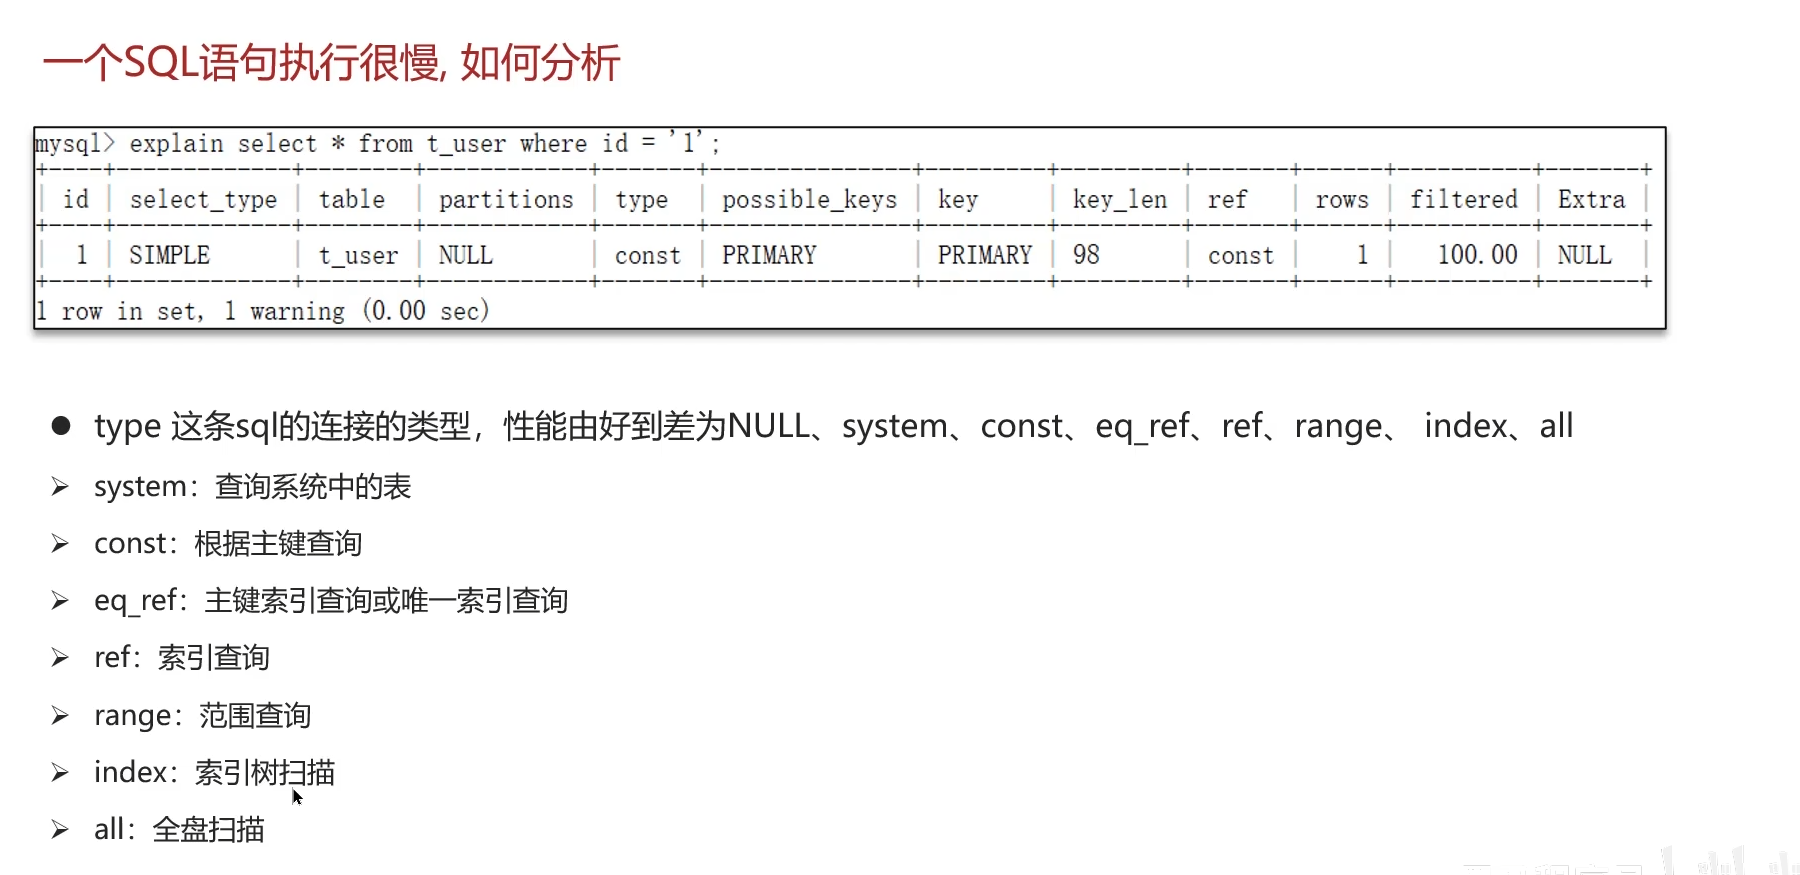 一个SQL语句执行很慢, 如何分析
mysql> explain select * from t_user where id = '1';
+----+-------------+--------+------------+-------+---------------+---------+---------+-------+------+----------+-------+
| id | select_type | table | partitions | type | possible_keys | key | key_len | ref | rows | filtered | Extra |
+----+-------------+--------+------------+-------+---------------+---------+---------+-------+------+----------+-------+
| 1 | SIMPLE | t_user | NULL | const | PRIMARY | PRIMARY | 98 | const | 1 | 100.00 | NULL |
+----+-------------+--------+------------+-------+---------------+---------+---------+-------+------+----------+-------+
1 row in set, 1 warning (0.00 sec)
● type 这条sql的连接的类型，性能由好到差为NULL、system、const、eq_ref、ref、range、 index、all
➢ system：查询系统中的表
➢ const：根据主键查询
➢ eq_ref：主键索引查询或唯一索引查询
➢ ref：索引查询
➢ range：范围查询
➢ index：索引树扫描
➢ all：全盘扫描